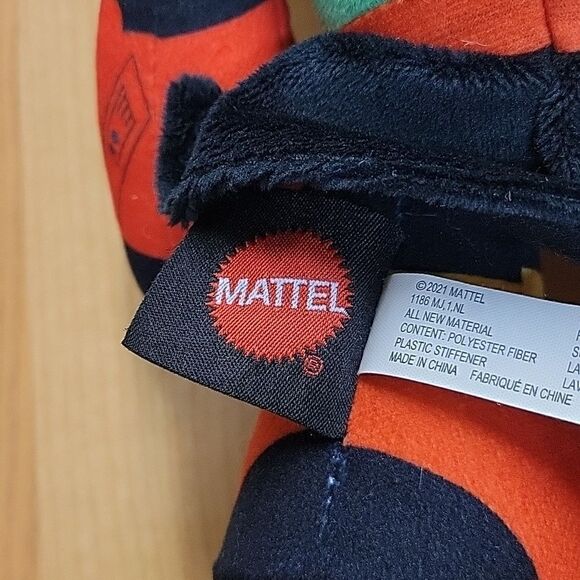 MATTEL
®
©2021 MATTEL
1186 MJ,1,NL
ALL NEW MATERIAL
CONTENT: POLYESTER FIBER
PLASTIC STIFFENER
MADE IN CHINA FABRIQUÉ EN CHINE